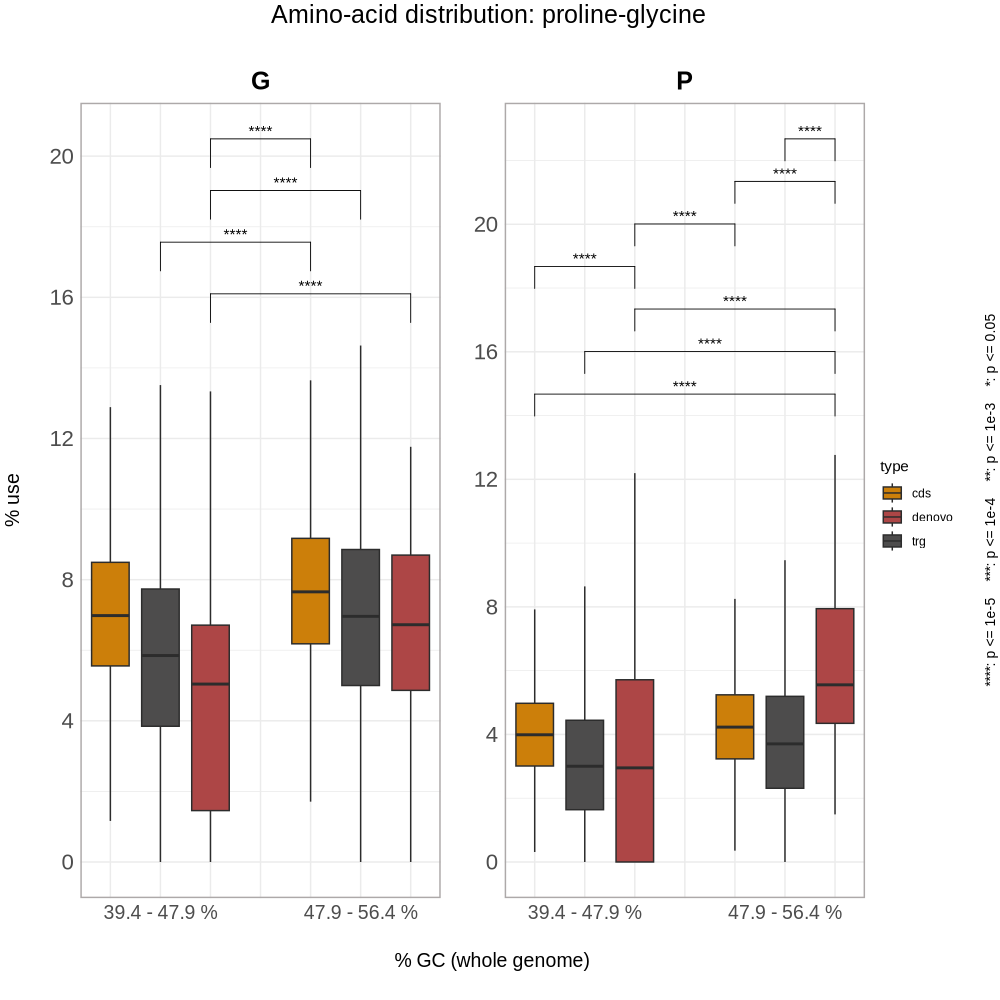 Amino-acid distribution: proline-glycine
G
P
% use
20
16
12
8
4
0
****
****
****
****
39.4 - 47.9 %
47.9 - 56.4 %
20
16
12
8
4
0
****
****
****
****
****
****
****
39.4 - 47.9 %
47.9 - 56.4 %
% GC (whole genome)
type
cds
denovo
trg
****: p <= 1e-5 ***: p <= 1e-4 **: p <= 1e-3 *: p <= 0.05